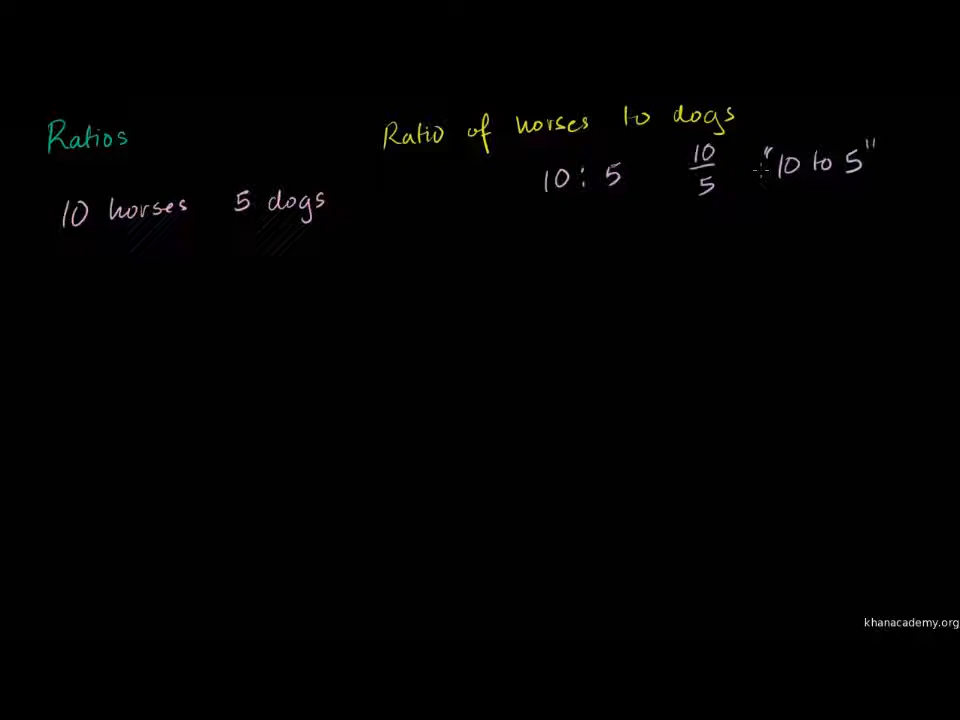 Ratios
10 horses 5 dogs
Ratio of horses to dogs
10 : 5 10/5 "10 to 5"
khanacademy.org